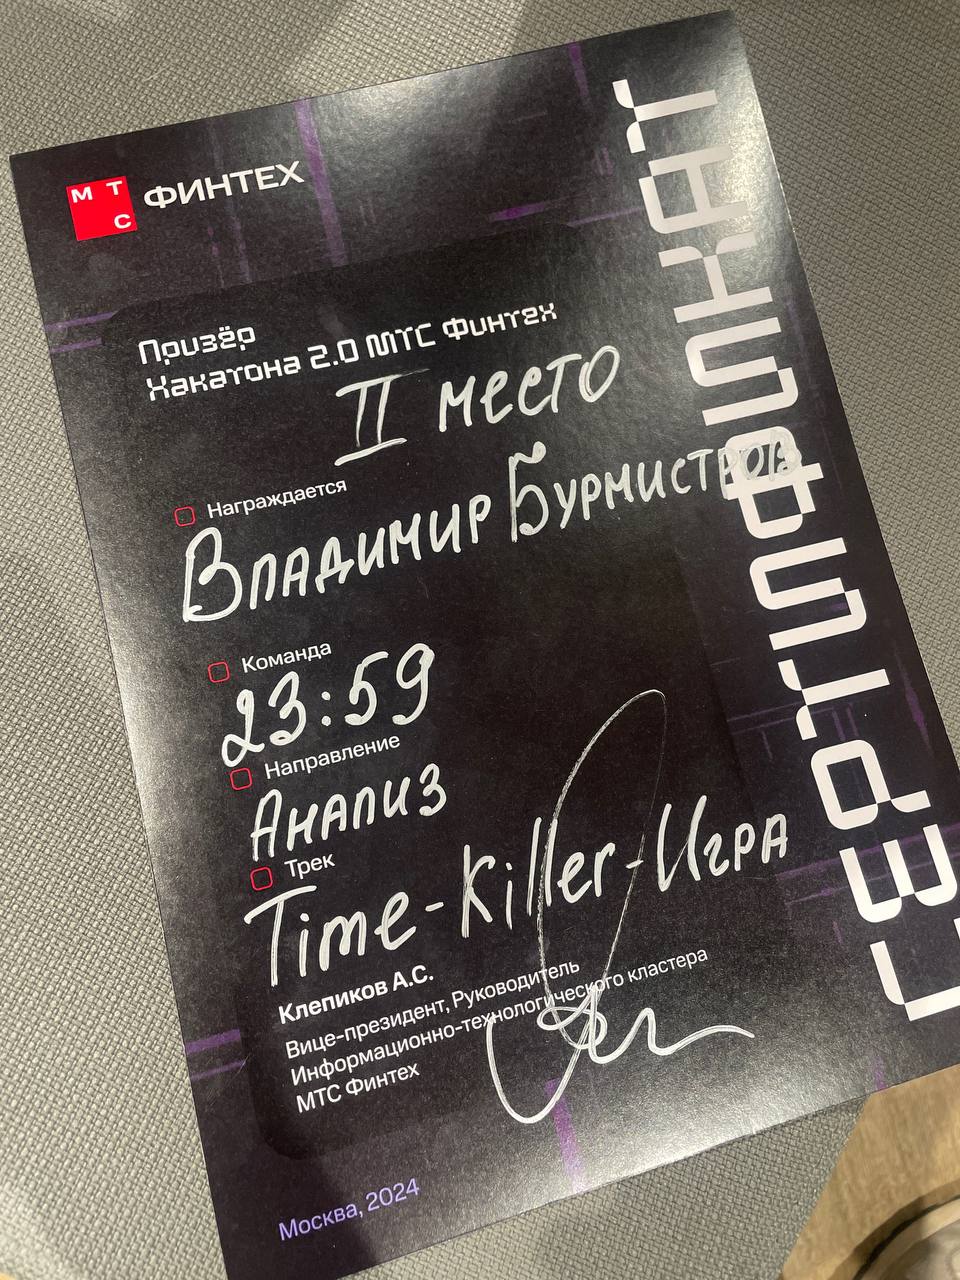 МТС ФИНТЕХ
СЕРТИФИКАТ
Призёр
Хакатона 2.0 МТС Финтех
II место
Награждается
Владимир Бурмистров
Команда
23:59
Направление
Анализ
Трек
Time-Killer-Игра
Клепиков А.С.
Вице-президент, Руководитель
Информационно-технологического кластера
МТС Финтех
Москва, 2024